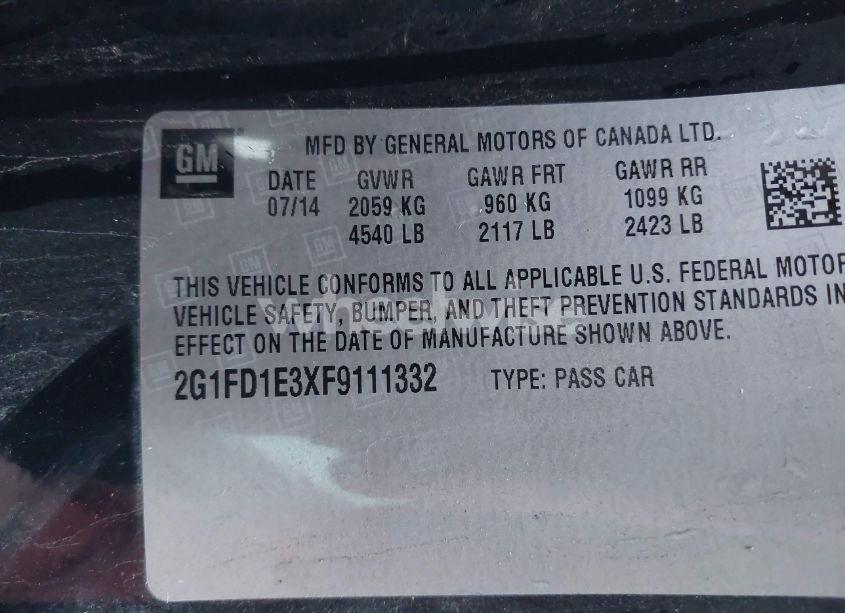 GM
MFD BY GENERAL MOTORS OF CANADA LTD.
DATE GVWR GAWR FRT GAWR RR
07/14 2059 KG 960 KG 1099 KG
4540 LB 2117 LB 2423 LB
THIS VEHICLE CONFORMS TO ALL APPLICABLE U.S. FEDERAL MOTOR
VEHICLE SAFETY, BUMPER, AND THEFT PREVENTION STANDARDS IN
EFFECT ON THE DATE OF MANUFACTURE SHOWN ABOVE.
2G1FD1E3XF9111332 TYPE: PASS CAR